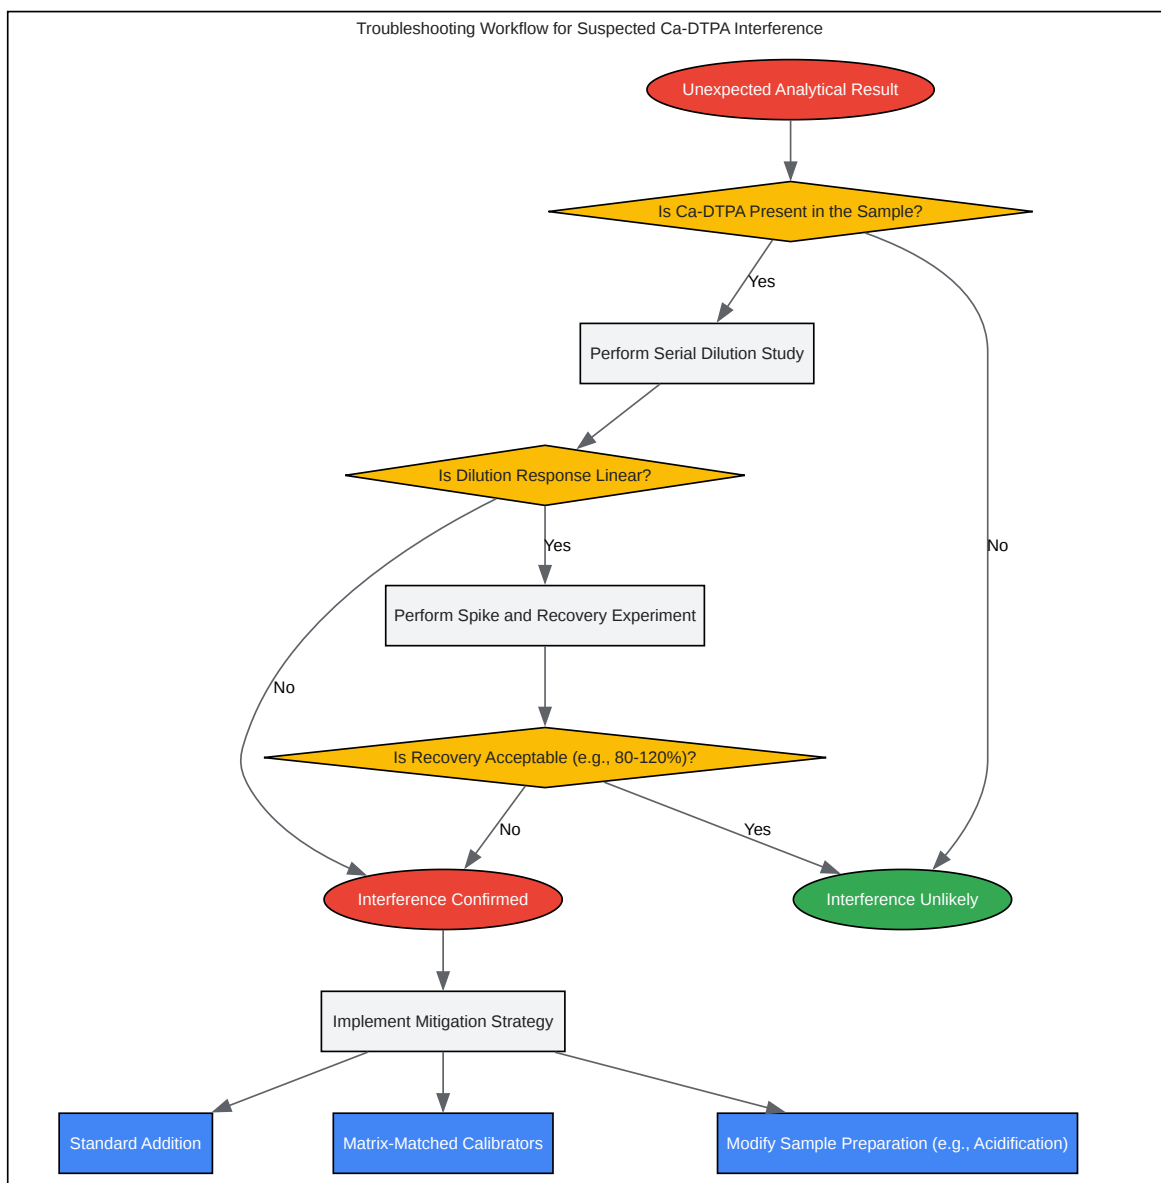 Troubleshooting Workflow for Suspected Ca-DTPA Interference
Unexpected Analytical Result
Is Ca-DTPA Present in the Sample?
Yes
Perform Serial Dilution Study
Is Dilution Response Linear?
Yes
No
Perform Spike and Recovery Experiment
No
Is Recovery Acceptable (e.g., 80-120%)?
No
Yes
Interference Confirmed
Interference Unlikely
Implement Mitigation Strategy
Standard Addition
Matrix-Matched Calibrators
Modify Sample Preparation (e.g., Acidification)